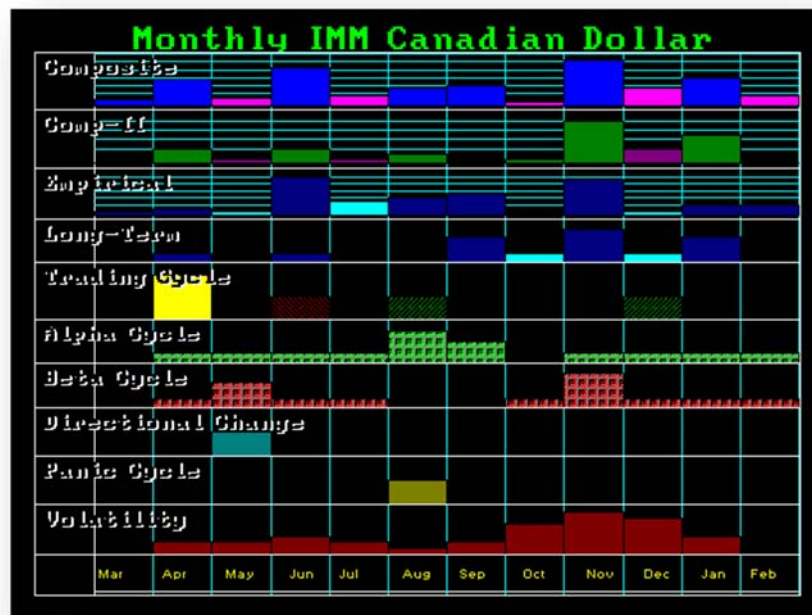 Monthly IMM Canadian Dollar
Composite
Comp-II
Empirical
Long-Term
Trading Cycle
Alpha Cycle
Beta Cycle
Directional Change
Panic Cycle
Volatility
Mar Apr May Jun Jul Aug Sep Oct Nov Dec Jan Feb